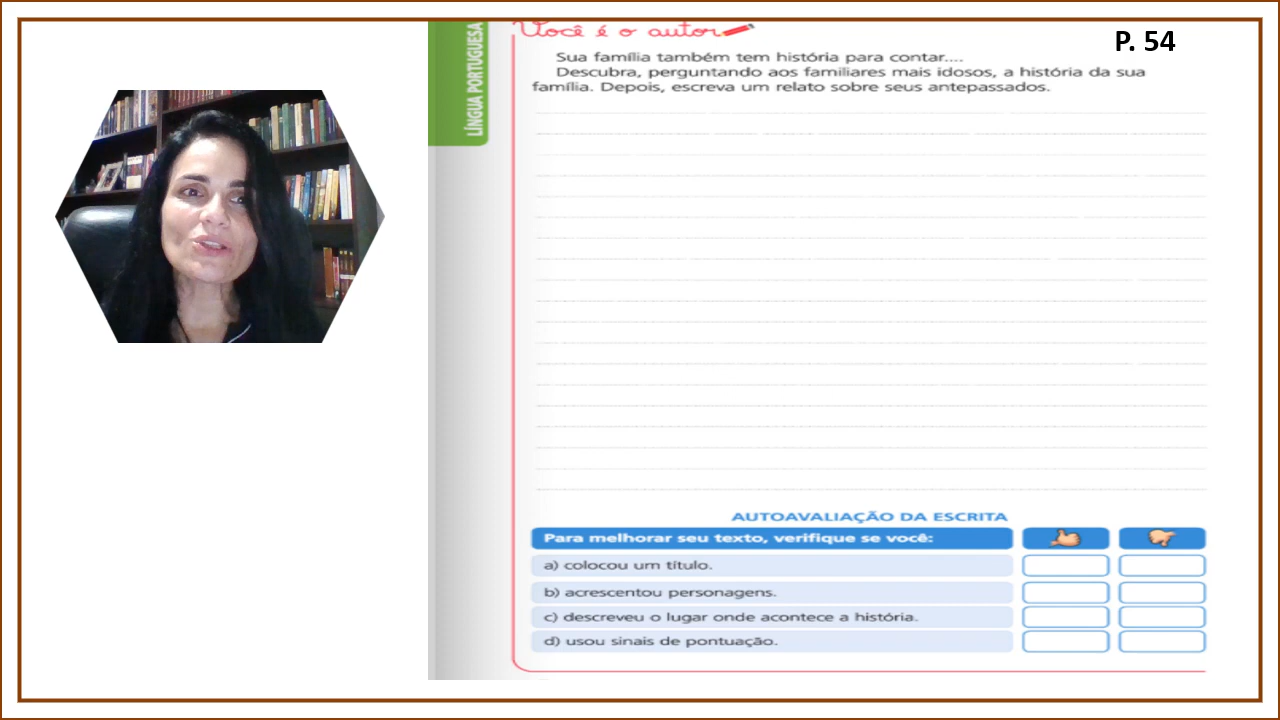 P. 54
LÍNGUA PORTUGUESA
Você é o autor
Sua família também tem história para contar....
Descubra, perguntando aos familiares mais idosos, a história da sua
família. Depois, escreva um relato sobre seus antepassados.
AUTOAVALIAÇÃO DA ESCRITA
Para melhorar seu texto, verifique se você:
a) colocou um título.
b) acrescentou personagens.
c) descreveu o lugar onde acontece a história.
d) usou sinais de pontuação.